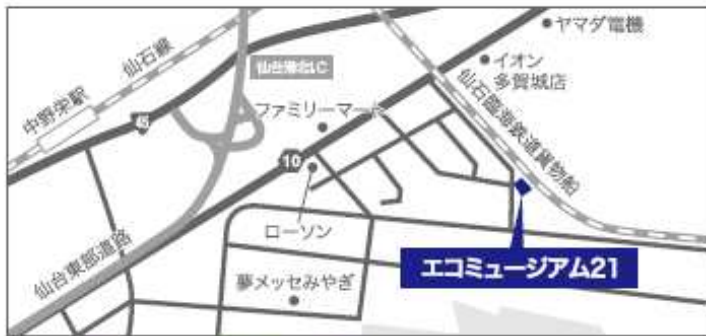 ヤマダ電機
イオン
多賀城店
仙台港北I.C
仙石線
中野栄駅
45
ファミリーマート
仙石臨海鉄道貨物船
10
ローソン
エコミュージアム21
仙台東部道路
夢メッセみやぎ